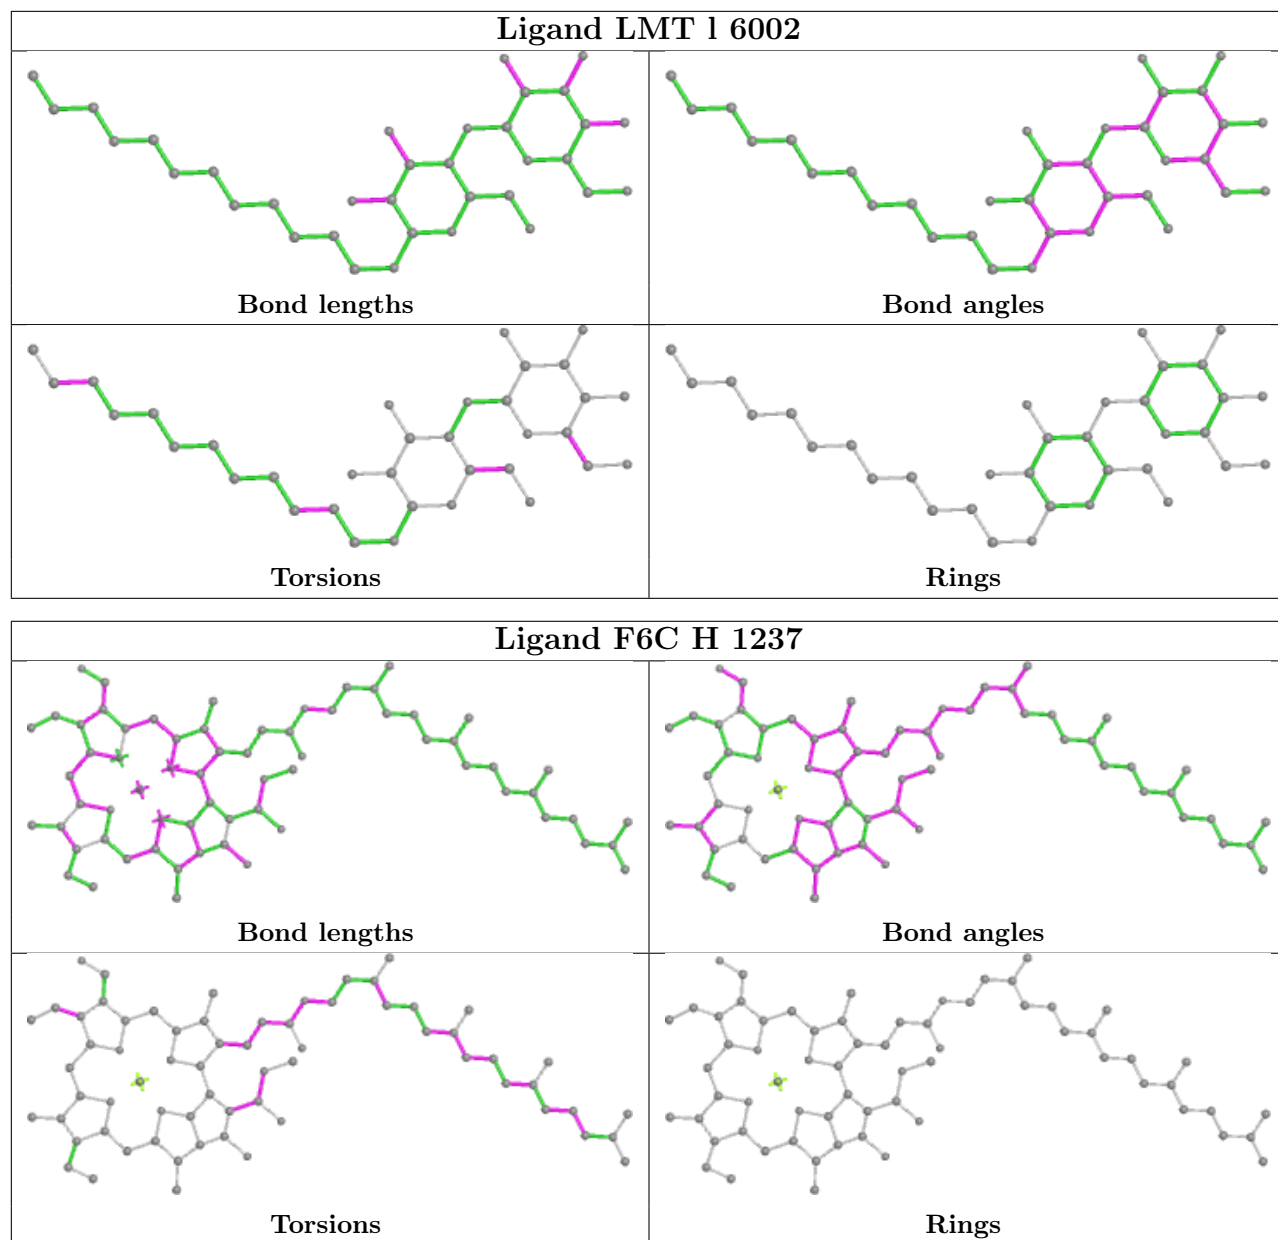 Ligand LMT l 6002
Bond lengths
Bond angles
Torsions
Rings
Ligand F6C H 1237
Bond lengths
Bond angles
Torsions
Rings